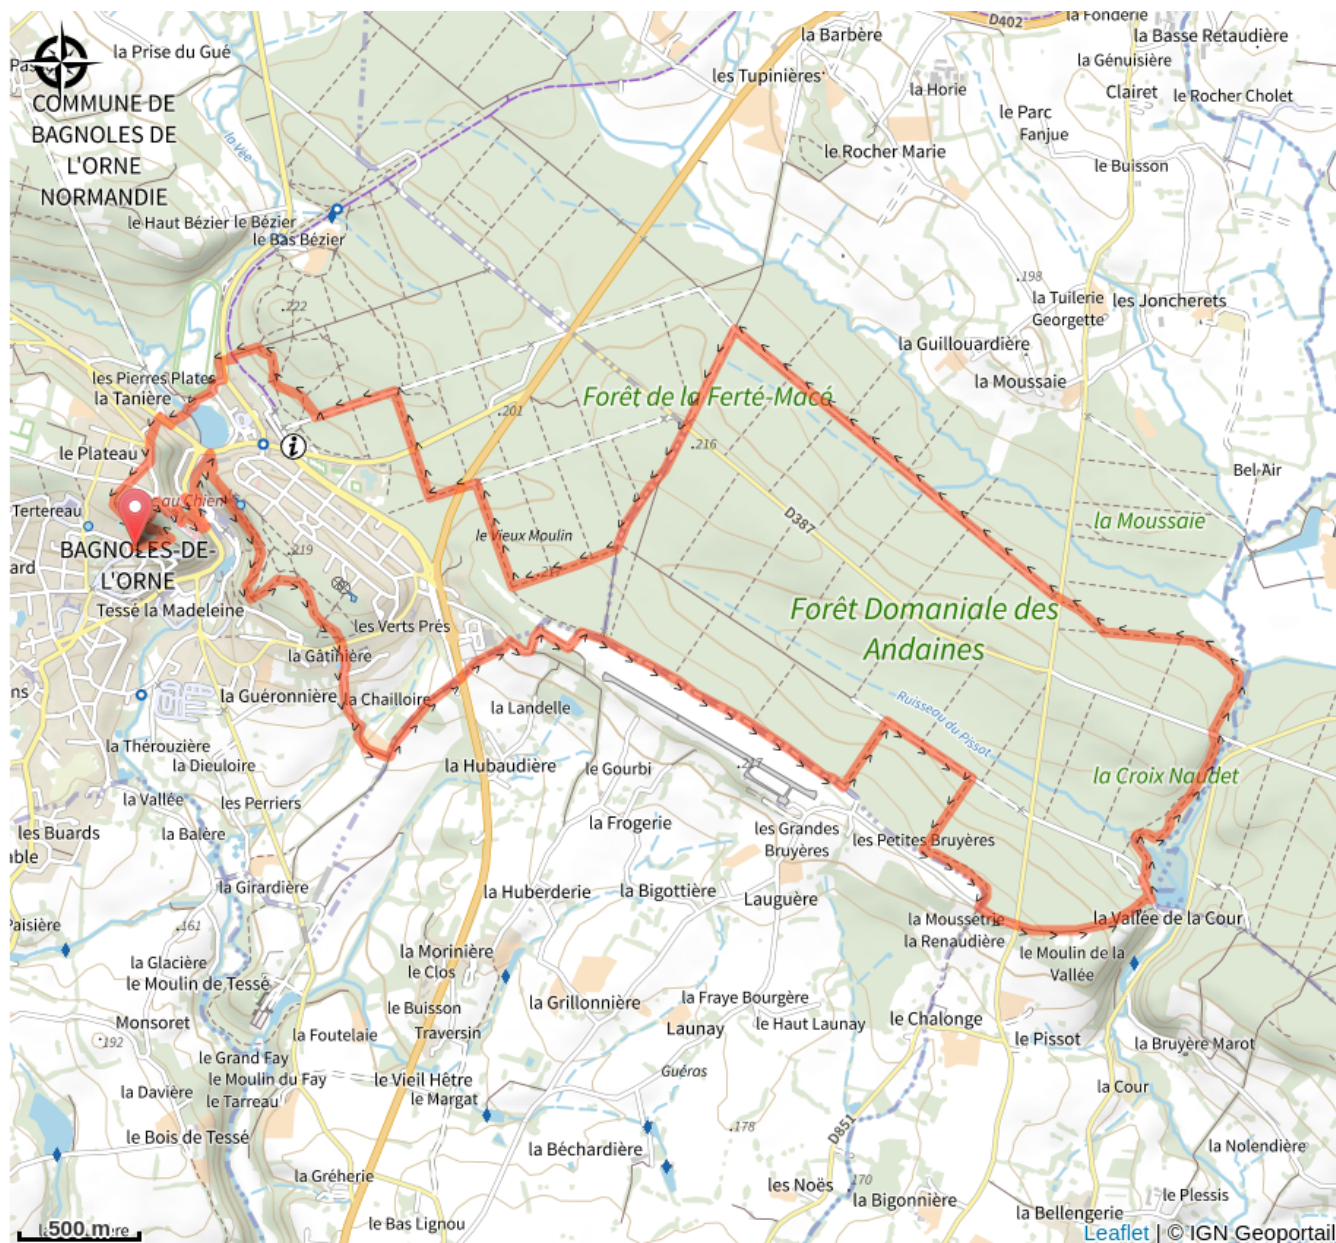 la Fonderie
D402
la Barbère
la Basse Retaudière
la Prise du Gué
la Génuisière
les Tupinières
la Horie
Clairet
le Rocher Cholet
COMMUNE DE
BAGNOLES DE
L'ORNE
NORMANDIE
le Parc
Fanjue
la Vée
le Rocher Marie
le Buisson
le Haut Bézier
le Bézier
le Bas Bézier
198
222
la Tuilerie
Georgette
les Joncherets
la Guillouardière
les Pierres Plates
la Tanière
la Moussaie
Forêt de la Ferté-Macé
201
216
le Plateau
i
Bel-Air
au Chien
Tertereau
D387
la Moussaie
le Vieux Moulin
219
BAGNOLES-DE-
L'ORNE
ard
Tessé la Madeleine
Forêt Domaniale des
Andaines
les Verts Prés
la Gâtinière
la Guéronnière
la Chailloire
la Landelle
Ruisseau du Pissot
ns
la Thérouzière
la Dieuloire
la Hubaudière
le Gourbi
217
la Croix Naudet
la Vallée
les Perriers
les Buards
la Balère
la Frogerie
les Grandes
Bruyères
les Petites Bruyères
able
la Girardière
la Huberderie
la Bigottière
Lauguère
Paisière
161
la Moussetrie
la Renaudière
la Vallée de la Cour
la Morinière
le Clos
le Moulin de la
Vallée
la Glacière
le Moulin de Tessé
le Buisson
la Grillonnière
la Fraye Bourgère
Monsoret
la Foutelaie
Traversin
Launay
le Haut Launay
le Chalonge
192
le Pissot
la Bruyère Marot
le Grand Fay
le Moulin du Fay
le Tarreau
le Vieil Hêtre
le Margat
Guéras
la Davière
la Cour
le Bois de Tessé
178
D851
la Béchardière
la Nolendière
la Gréherie
170
les Noës
la Bigonnière
le Plessis
le Bas Lignou
la Bellengerie
500 m
Leaflet | © IGN Geoportail